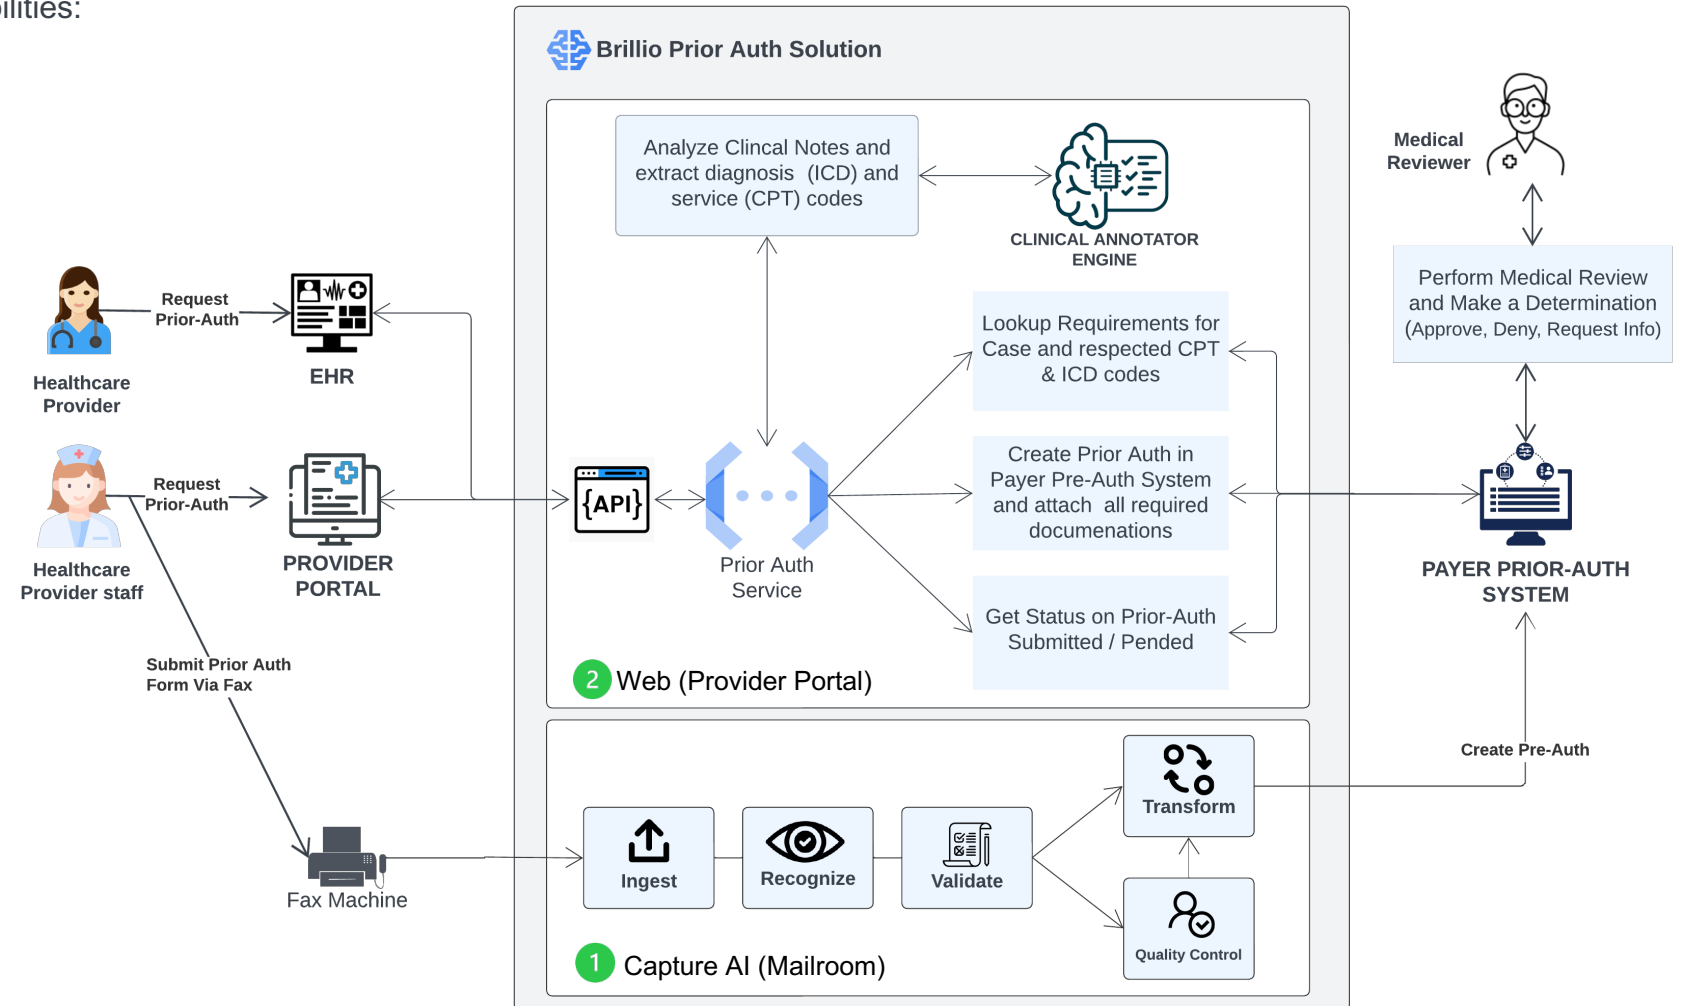 ilities:
Brillio Prior Auth Solution
Analyze Clincal Notes and
extract diagnosis (ICD) and
service (CPT) codes
CLINICAL ANNOTATOR
ENGINE
Medical
Reviewer
Perform Medical Review
and Make a Determination
(Approve, Deny, Request Info)
Request
Prior-Auth
EHR
Healthcare
Provider
Lookup Requirements for
Case and respected CPT
& ICD codes
Request
Prior-Auth
Healthcare
Provider staff
PROVIDER
PORTAL
{API}
Prior Auth
Service
Create Prior Auth in
Payer Pre-Auth System
and attach all required
documenations
PAYER PRIOR-AUTH
SYSTEM
Get Status on Prior-Auth
Submitted / Pended
Submit Prior Auth
Form Via Fax
2 Web (Provider Portal)
Create Pre-Auth
Fax Machine
Ingest
Recognize
Validate
Transform
Quality Control
1 Capture AI (Mailroom)